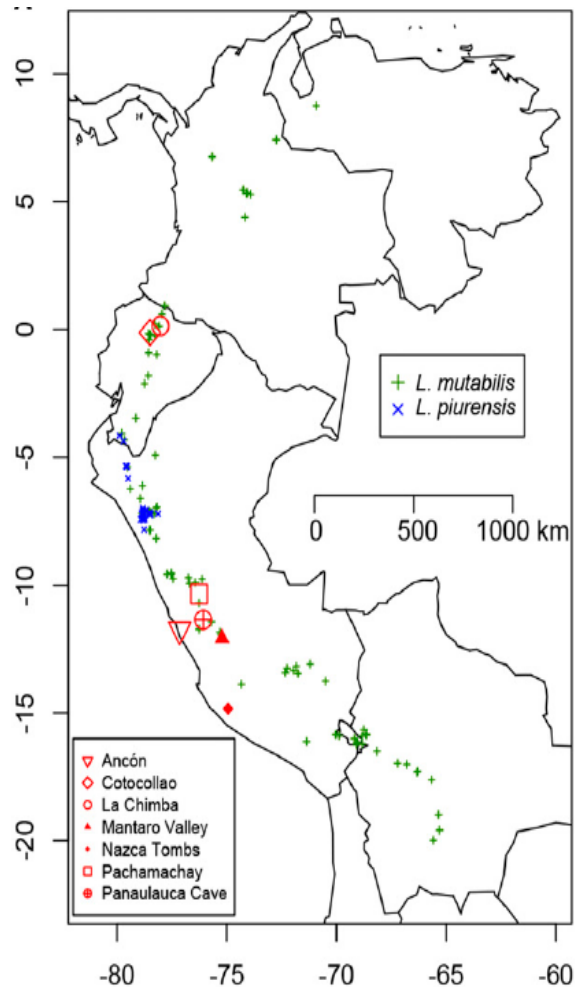 10
5
0
-5
-10
-15
-20
L. mutabilis
L. piurensis
0 500 1000 km
Ancón
Cotocollao
La Chimba
Mantaro Valley
Nazca Tombs
Pachamachay
Panaulauca Cave
-80 -75 -70 -65 -60